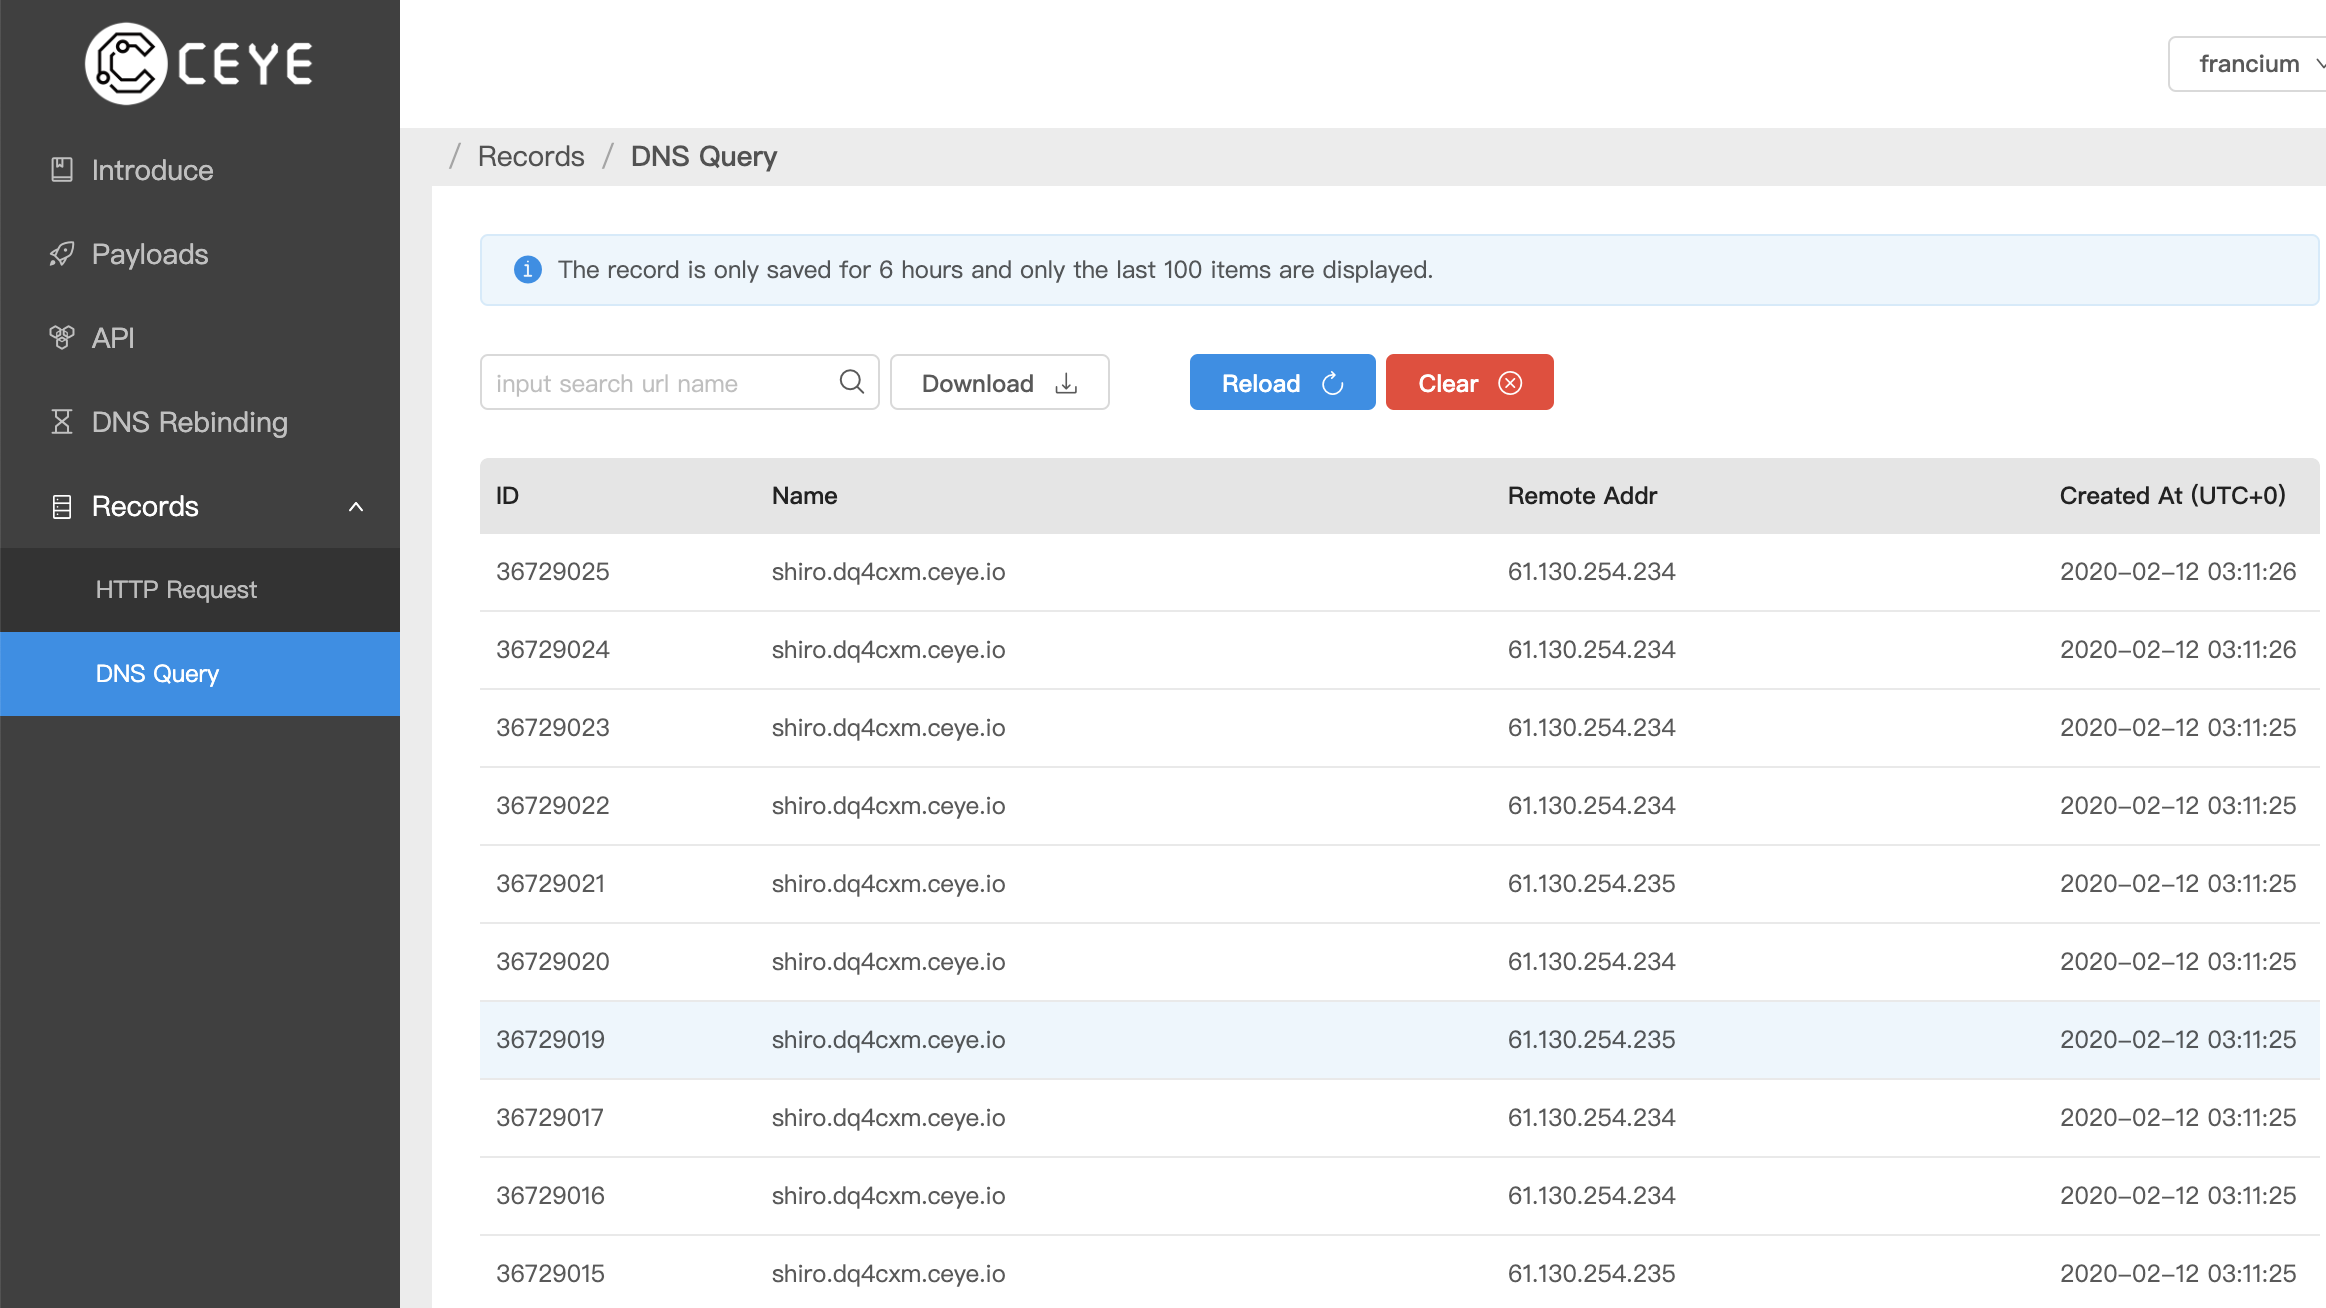 CEYE
francium
Introduce
Payloads
API
DNS Rebinding
Records
HTTP Request
DNS Query
/ Records / DNS Query
The record is only saved for 6 hours and only the last 100 items are displayed.
input search url name Download Reload Clear
ID Name Remote Addr Created At (UTC+0)
36729025 shiro.dq4cxm.ceye.io 61.130.254.234 2020-02-12 03:11:26
36729024 shiro.dq4cxm.ceye.io 61.130.254.234 2020-02-12 03:11:26
36729023 shiro.dq4cxm.ceye.io 61.130.254.234 2020-02-12 03:11:25
36729022 shiro.dq4cxm.ceye.io 61.130.254.234 2020-02-12 03:11:25
36729021 shiro.dq4cxm.ceye.io 61.130.254.235 2020-02-12 03:11:25
36729020 shiro.dq4cxm.ceye.io 61.130.254.234 2020-02-12 03:11:25
36729019 shiro.dq4cxm.ceye.io 61.130.254.235 2020-02-12 03:11:25
36729017 shiro.dq4cxm.ceye.io 61.130.254.234 2020-02-12 03:11:25
36729016 shiro.dq4cxm.ceye.io 61.130.254.234 2020-02-12 03:11:25
36729015 shiro.dq4cxm.ceye.io 61.130.254.235 2020-02-12 03:11:25